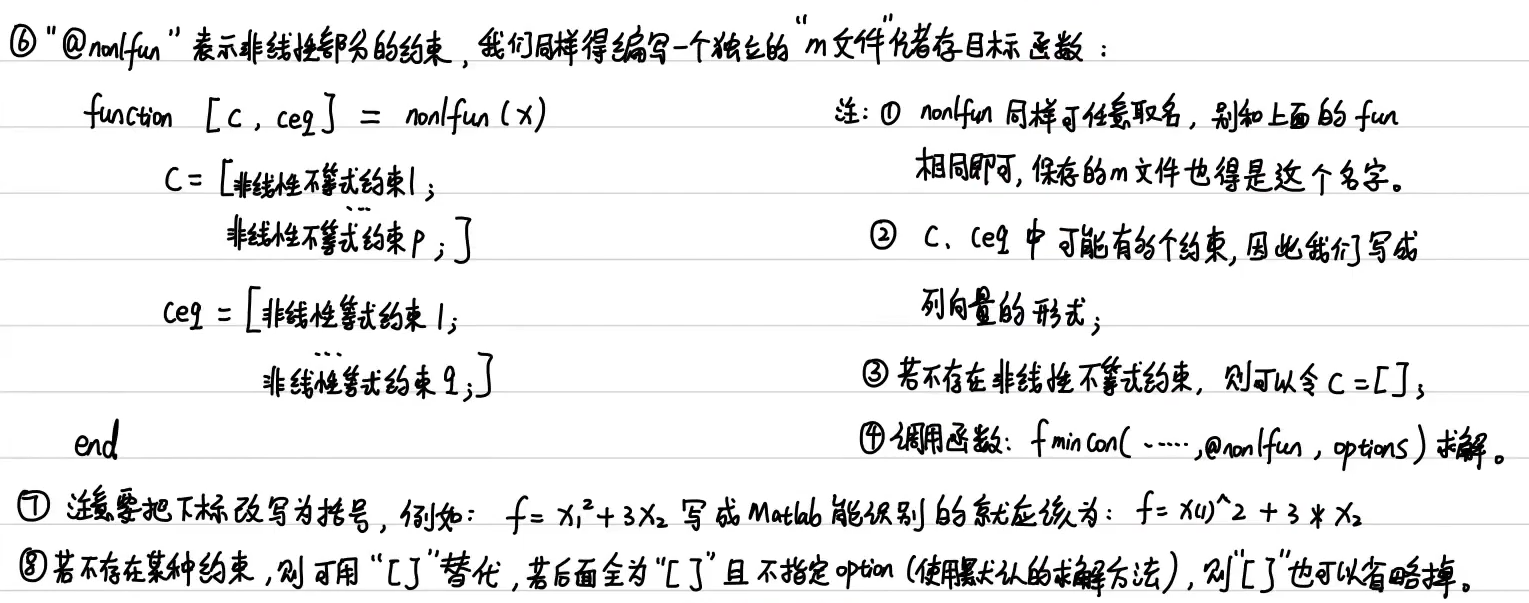 ⑥ "@nonlfun" 表示非线性部分的约束，我们同样得编写一个独立的"m文件"储存目标函数：
function [c, ceq] = nonlfun(x)
注：① nonlfun 同样可任意取名，别和上面的 fun
C = [非线性不等式约束1;
相同即可，保存的m文件也得是这个名字。
...
非线性不等式约束p;]
② C、Ceq 中可能有多个约束，因此我们写成
ceq = [非线性等式约束1;
列向量的形式；
...
非线性等式约束q;]
③ 若不存在非线性不等式约束，则可以令 C = []；
end
④ 调用函数：fmincon( ·····, @nonlfun, options) 求解。
⑦ 注意要把下标改写为括号，例如： f = x₁² + 3x₂ 写成 Matlab 能识别的就应该为：f = x(1)^2 + 3 * x₂
⑧ 若不存在某种约束，则可用"[]"替代，若后面全为"[]"且不指定option（使用默认的求解方法），则"[]"也可以省略掉。